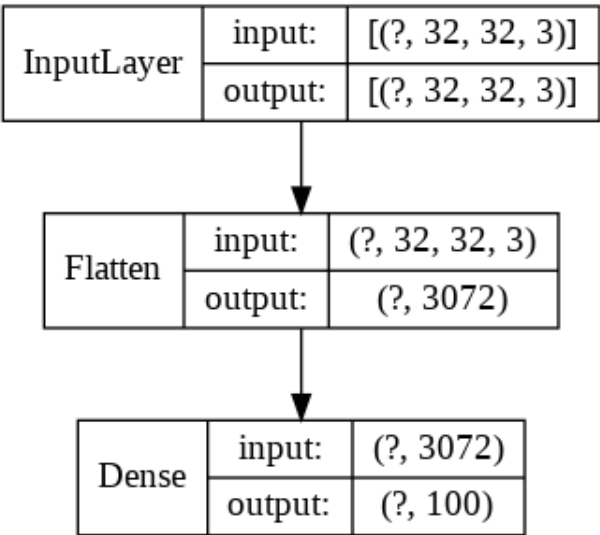 InputLayer
input:
[(?, 32, 32, 3)]
output:
[(?, 32, 32, 3)]
Flatten
input:
(?, 32, 32, 3)
output:
(?, 3072)
Dense
input:
(?, 3072)
output:
(?, 100)